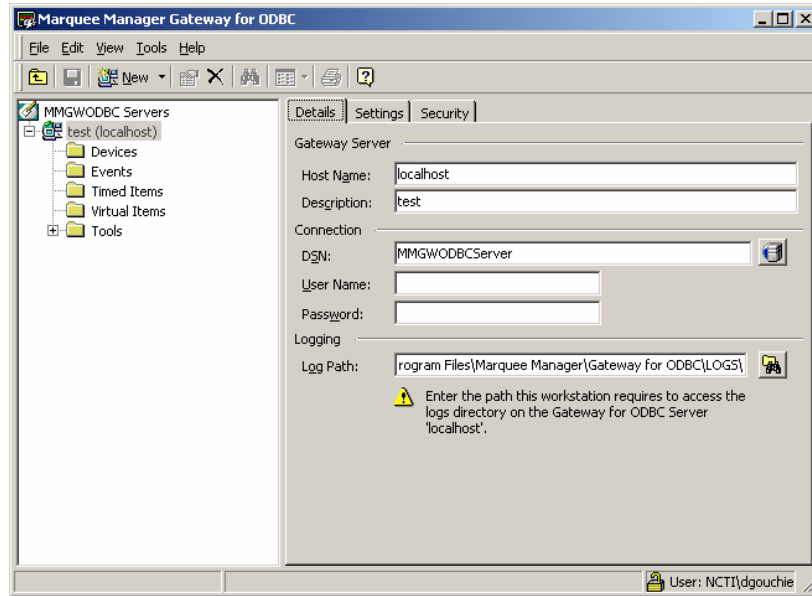 Marquee Manager Gateway for ODBC
File Edit View Tools Help
New
MMGWODBC Servers
test (localhost)
Devices
Events
Timed Items
Virtual Items
Tools
Details Settings Security
Gateway Server
Host Name: localhost
Description: test
Connection
DSN: MMGWODBCServer
User Name:
Password:
Logging
Log Path: rogram Files\Marquee Manager\Gateway for ODBC\LOGS\
Enter the path this workstation requires to access the
logs directory on the Gateway for ODBC Server
'localhost'.
User: NCTI\dgouchie